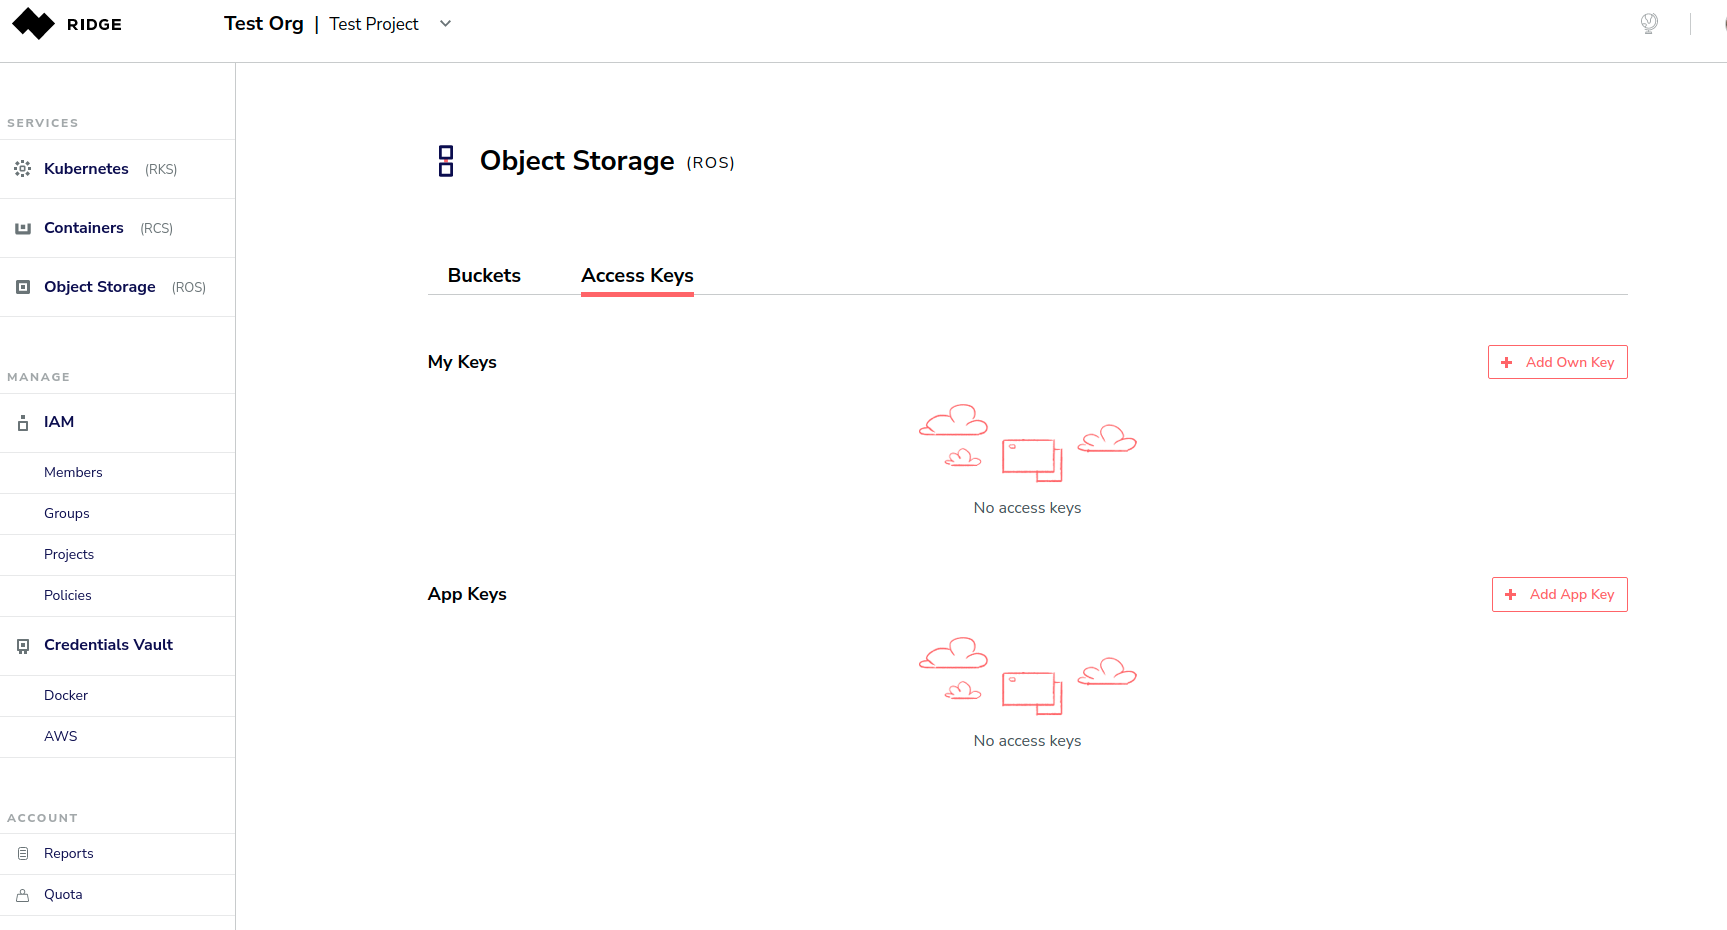 RIDGE
Test Org | Test Project
SERVICES
Kubernetes (RKS)
Containers (RCS)
Object Storage (ROS)
MANAGE
IAM
Members
Groups
Projects
Policies
Credentials Vault
Docker
AWS
ACCOUNT
Reports
Quota
Object Storage (ROS)
Buckets Access Keys
My Keys + Add Own Key
No access keys
App Keys + Add App Key
No access keys